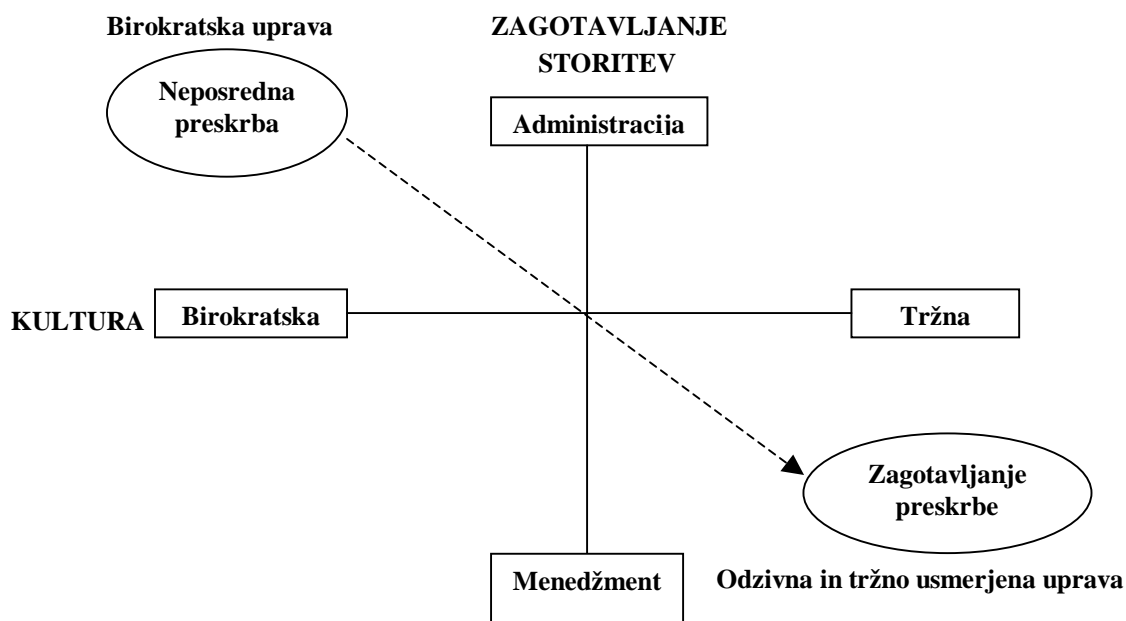 Birokratska uprava
ZAGOTAVLJANJE
STORITEV
Neposredna
preskrba
Administracija
KULTURA
Birokratska
Tržna
Zagotavljanje
preskrbe
Menedžment
Odzivna in tržno usmerjena uprava